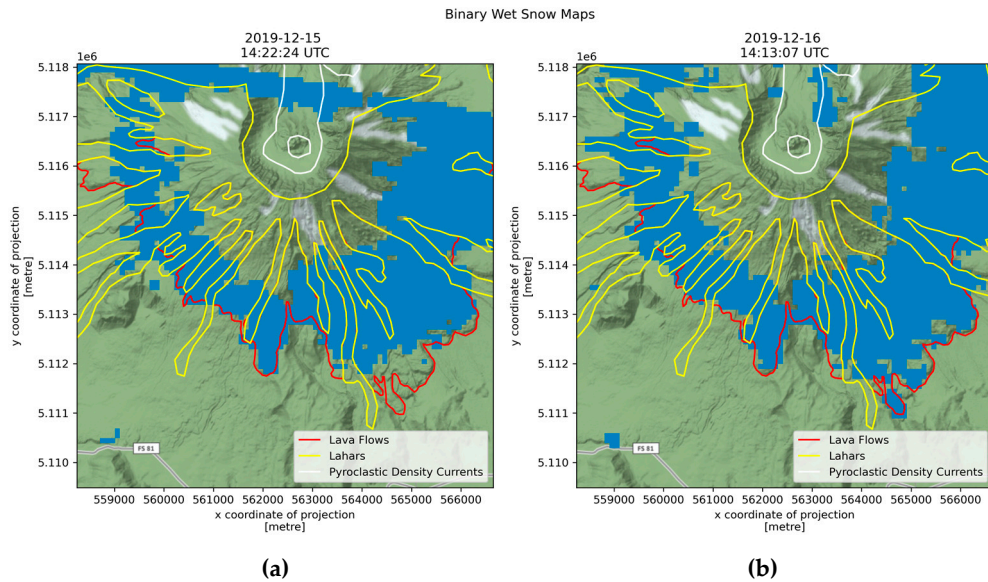 Binary Wet Snow Maps
2019-12-15
14:22:24 UTC
1e6
5.118
5.117
5.116
5.115
5.114
5.113
5.112
5.111
5.110
y coordinate of projection
[metre]
FS 81
Lava Flows
Lahars
Pyroclastic Density Currents
559000 560000 561000 562000 563000 564000 565000 566000
x coordinate of projection
[metre]
(a)
2019-12-16
14:13:07 UTC
1e6
5.118
5.117
5.116
5.115
5.114
5.113
5.112
5.111
5.110
y coordinate of projection
[metre]
FS 81
Lava Flows
Lahars
Pyroclastic Density Currents
559000 560000 561000 562000 563000 564000 565000 566000
x coordinate of projection
[metre]
(b)